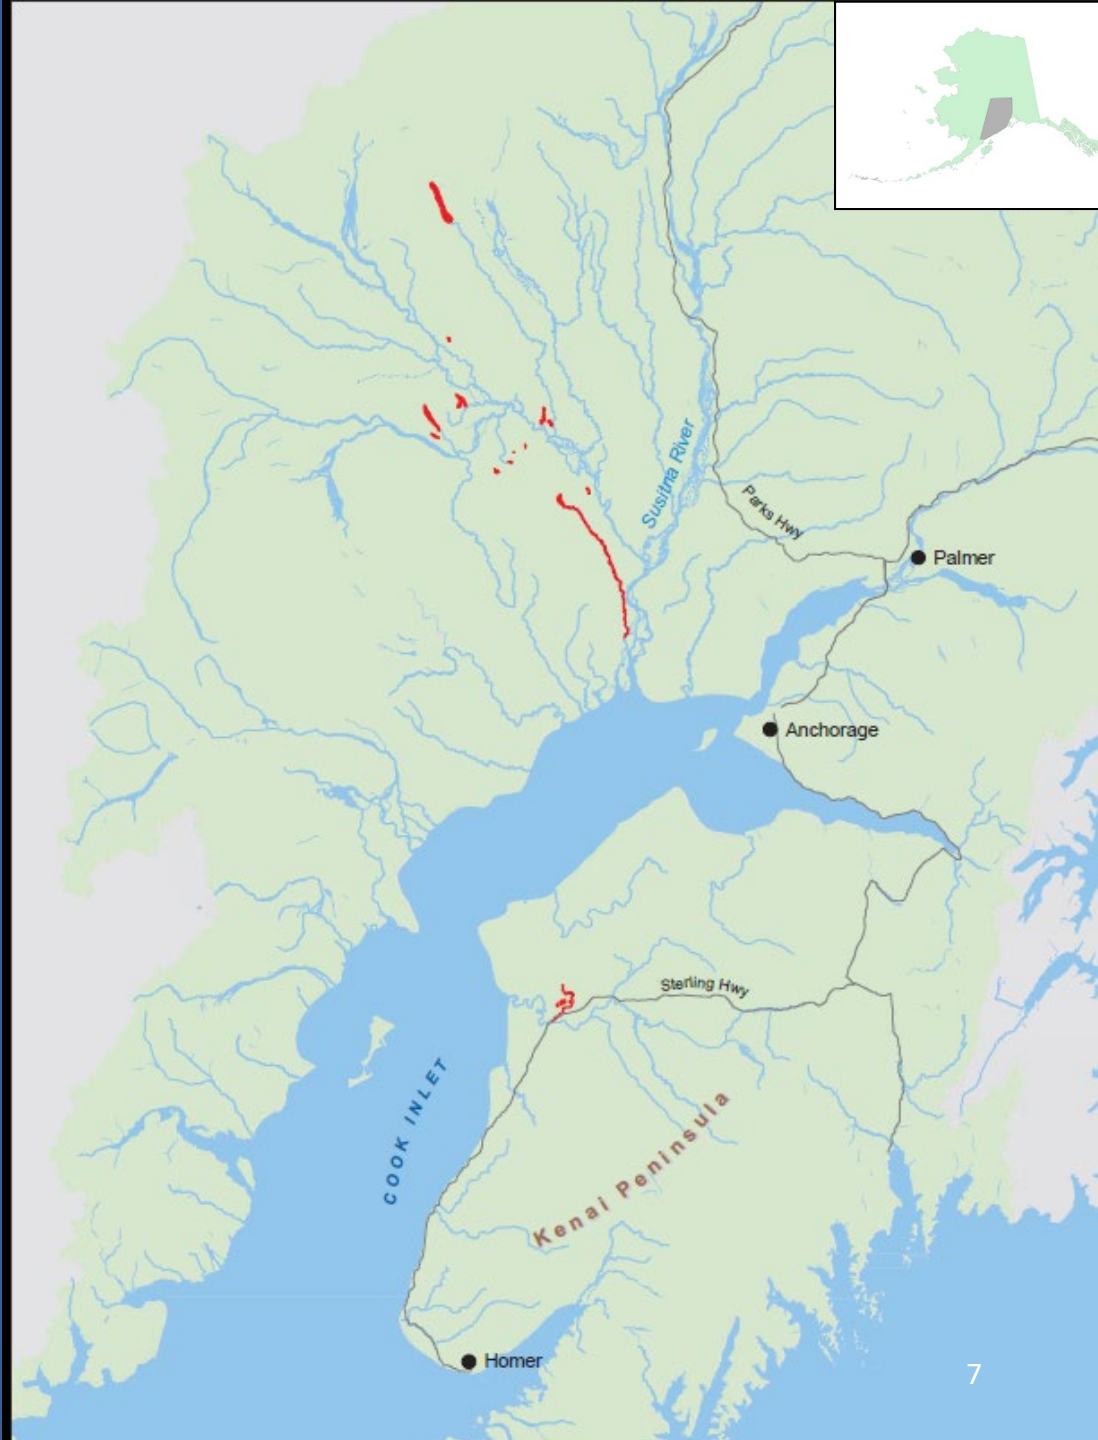 Susitna River
Parks Hwy
Palmer
Anchorage
Sterling Hwy
COOK INLET
Kenai Peninsula
Homer
7